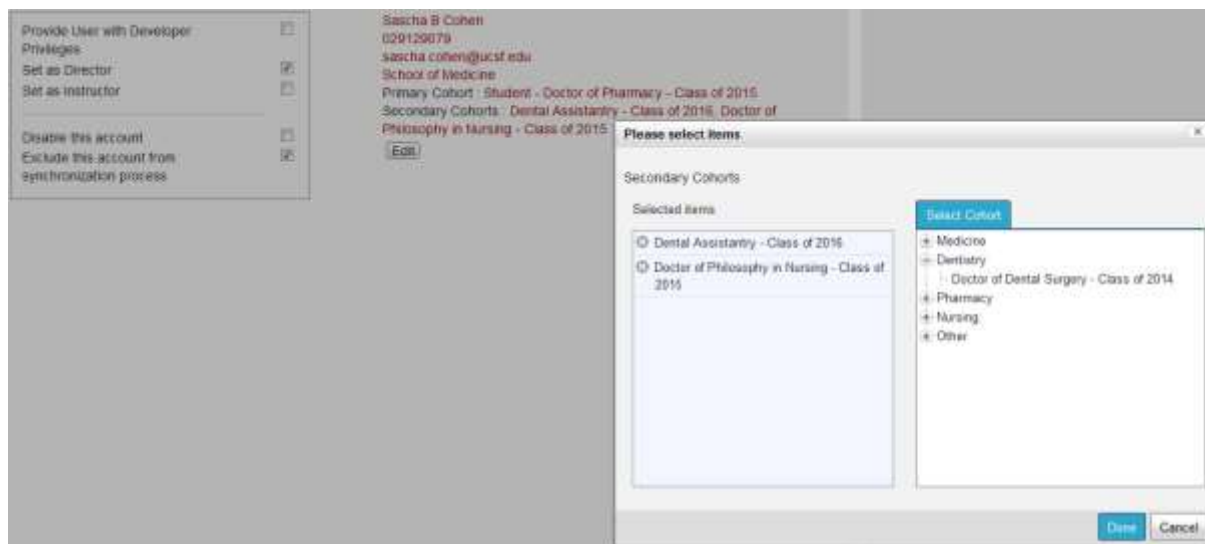 Provide User with Developer
Privileges
Set as Director
Set as Instructor
Disable this account
Exclude this account from
synchronization process
Sascha B Cohen
029129079
sascha.cohen@ucsf.edu
School of Medicine
Primary Cohort : Student - Doctor of Pharmacy - Class of 2015
Secondary Cohorts : Dental Assistantry - Class of 2016, Doctor of
Philosophy in Nursing - Class of 2015
Edit
Please select items
Secondary Cohorts
Selected items
Dental Assistantry - Class of 2016
Doctor of Philosophy in Nursing - Class of
2015
Select Cohort
Medicine
Dentistry
Doctor of Dental Surgery - Class of 2014
Pharmacy
Nursing
Other
Done
Cancel